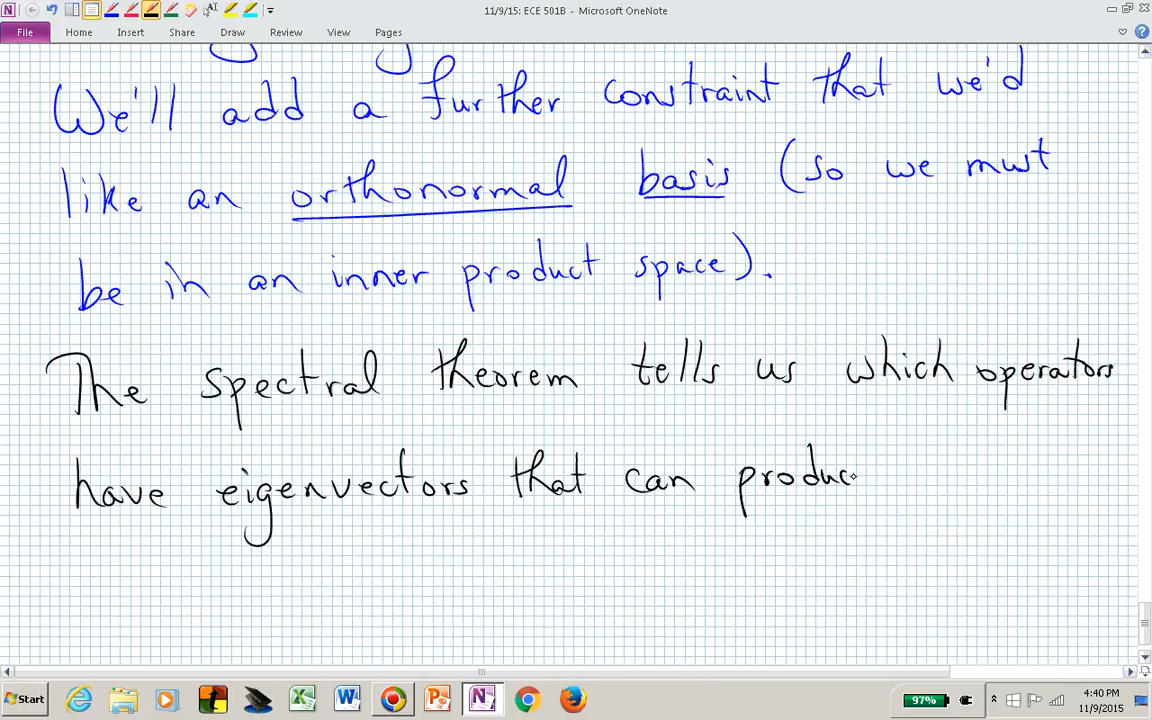 11/9/15: ECE 501B - Microsoft OneNote
File Home Insert Share Draw Review View Pages
We'll add a further constraint that we'd
like an orthonormal basis (so we must
be in an inner product space).
The spectral theorem tells us which operators
have eigenvectors that can produc
Start
97%
4:40 PM
11/9/2015